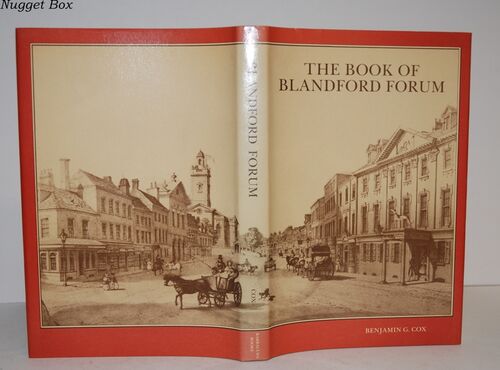 Nugget Box
THE BOOK OF
BLANDFORD FORUM
BLANDFORD FORUM
COX
BENJAMIN G. COX